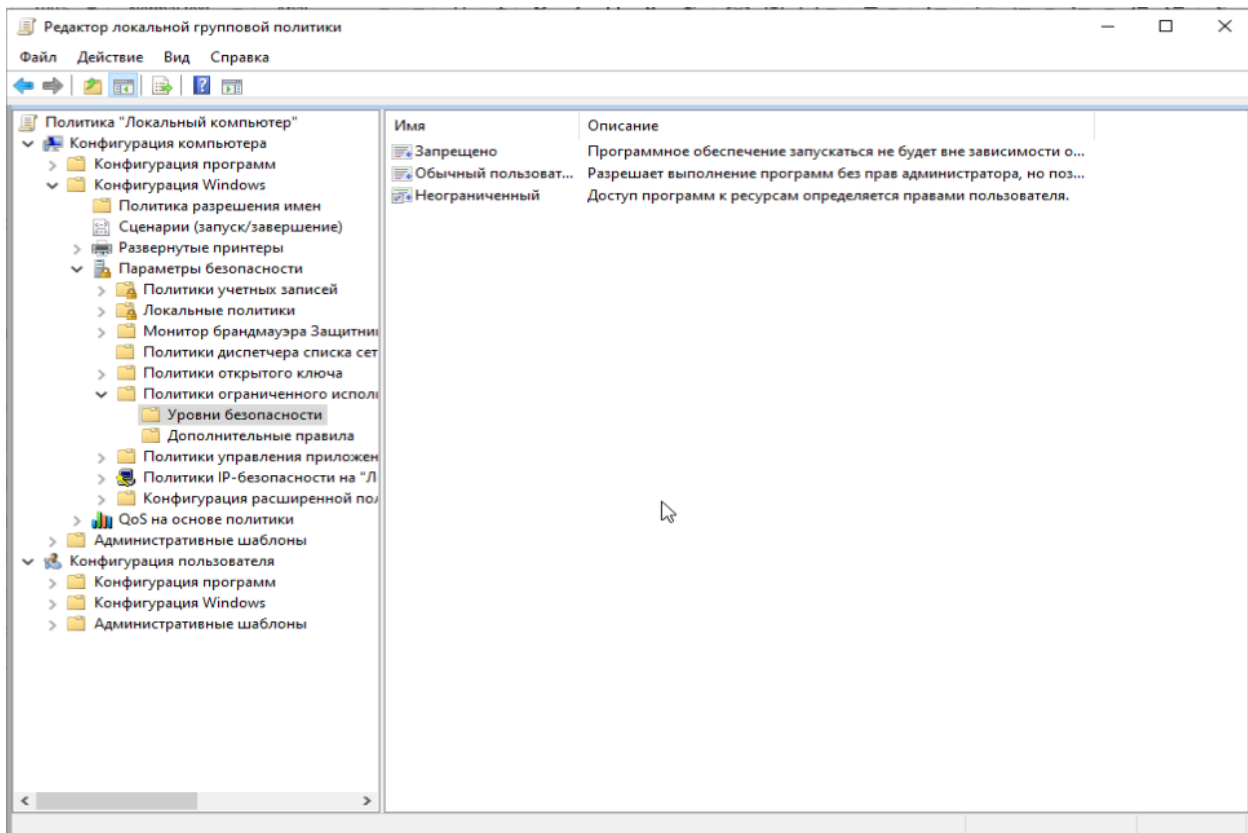 Редактор локальной групповой политики
Файл Действие Вид Справка
Политика "Локальный компьютер"
Конфигурация компьютера
Конфигурация программ
Конфигурация Windows
Политика разрешения имен
Сценарии (запуск/завершение)
Развернутые принтеры
Параметры безопасности
Политики учетных записей
Локальные политики
Монитор брандмауэра Защитни
Политики диспетчера списка сет
Политики открытого ключа
Политики ограниченного испол
Уровни безопасности
Дополнительные правила
Политики управления приложен
Политики IP-безопасности на "Л
Конфигурация расширенной пол
QoS на основе политики
Административные шаблоны
Конфигурация пользователя
Конфигурация программ
Конфигурация Windows
Административные шаблоны
Имя Описание
Запрещено Программное обеспечение запускаться не будет вне зависимости о...
Обычный пользоват... Разрешает выполнение программ без прав администратора, но поз...
Неограниченный Доступ программ к ресурсам определяется правами пользователя.